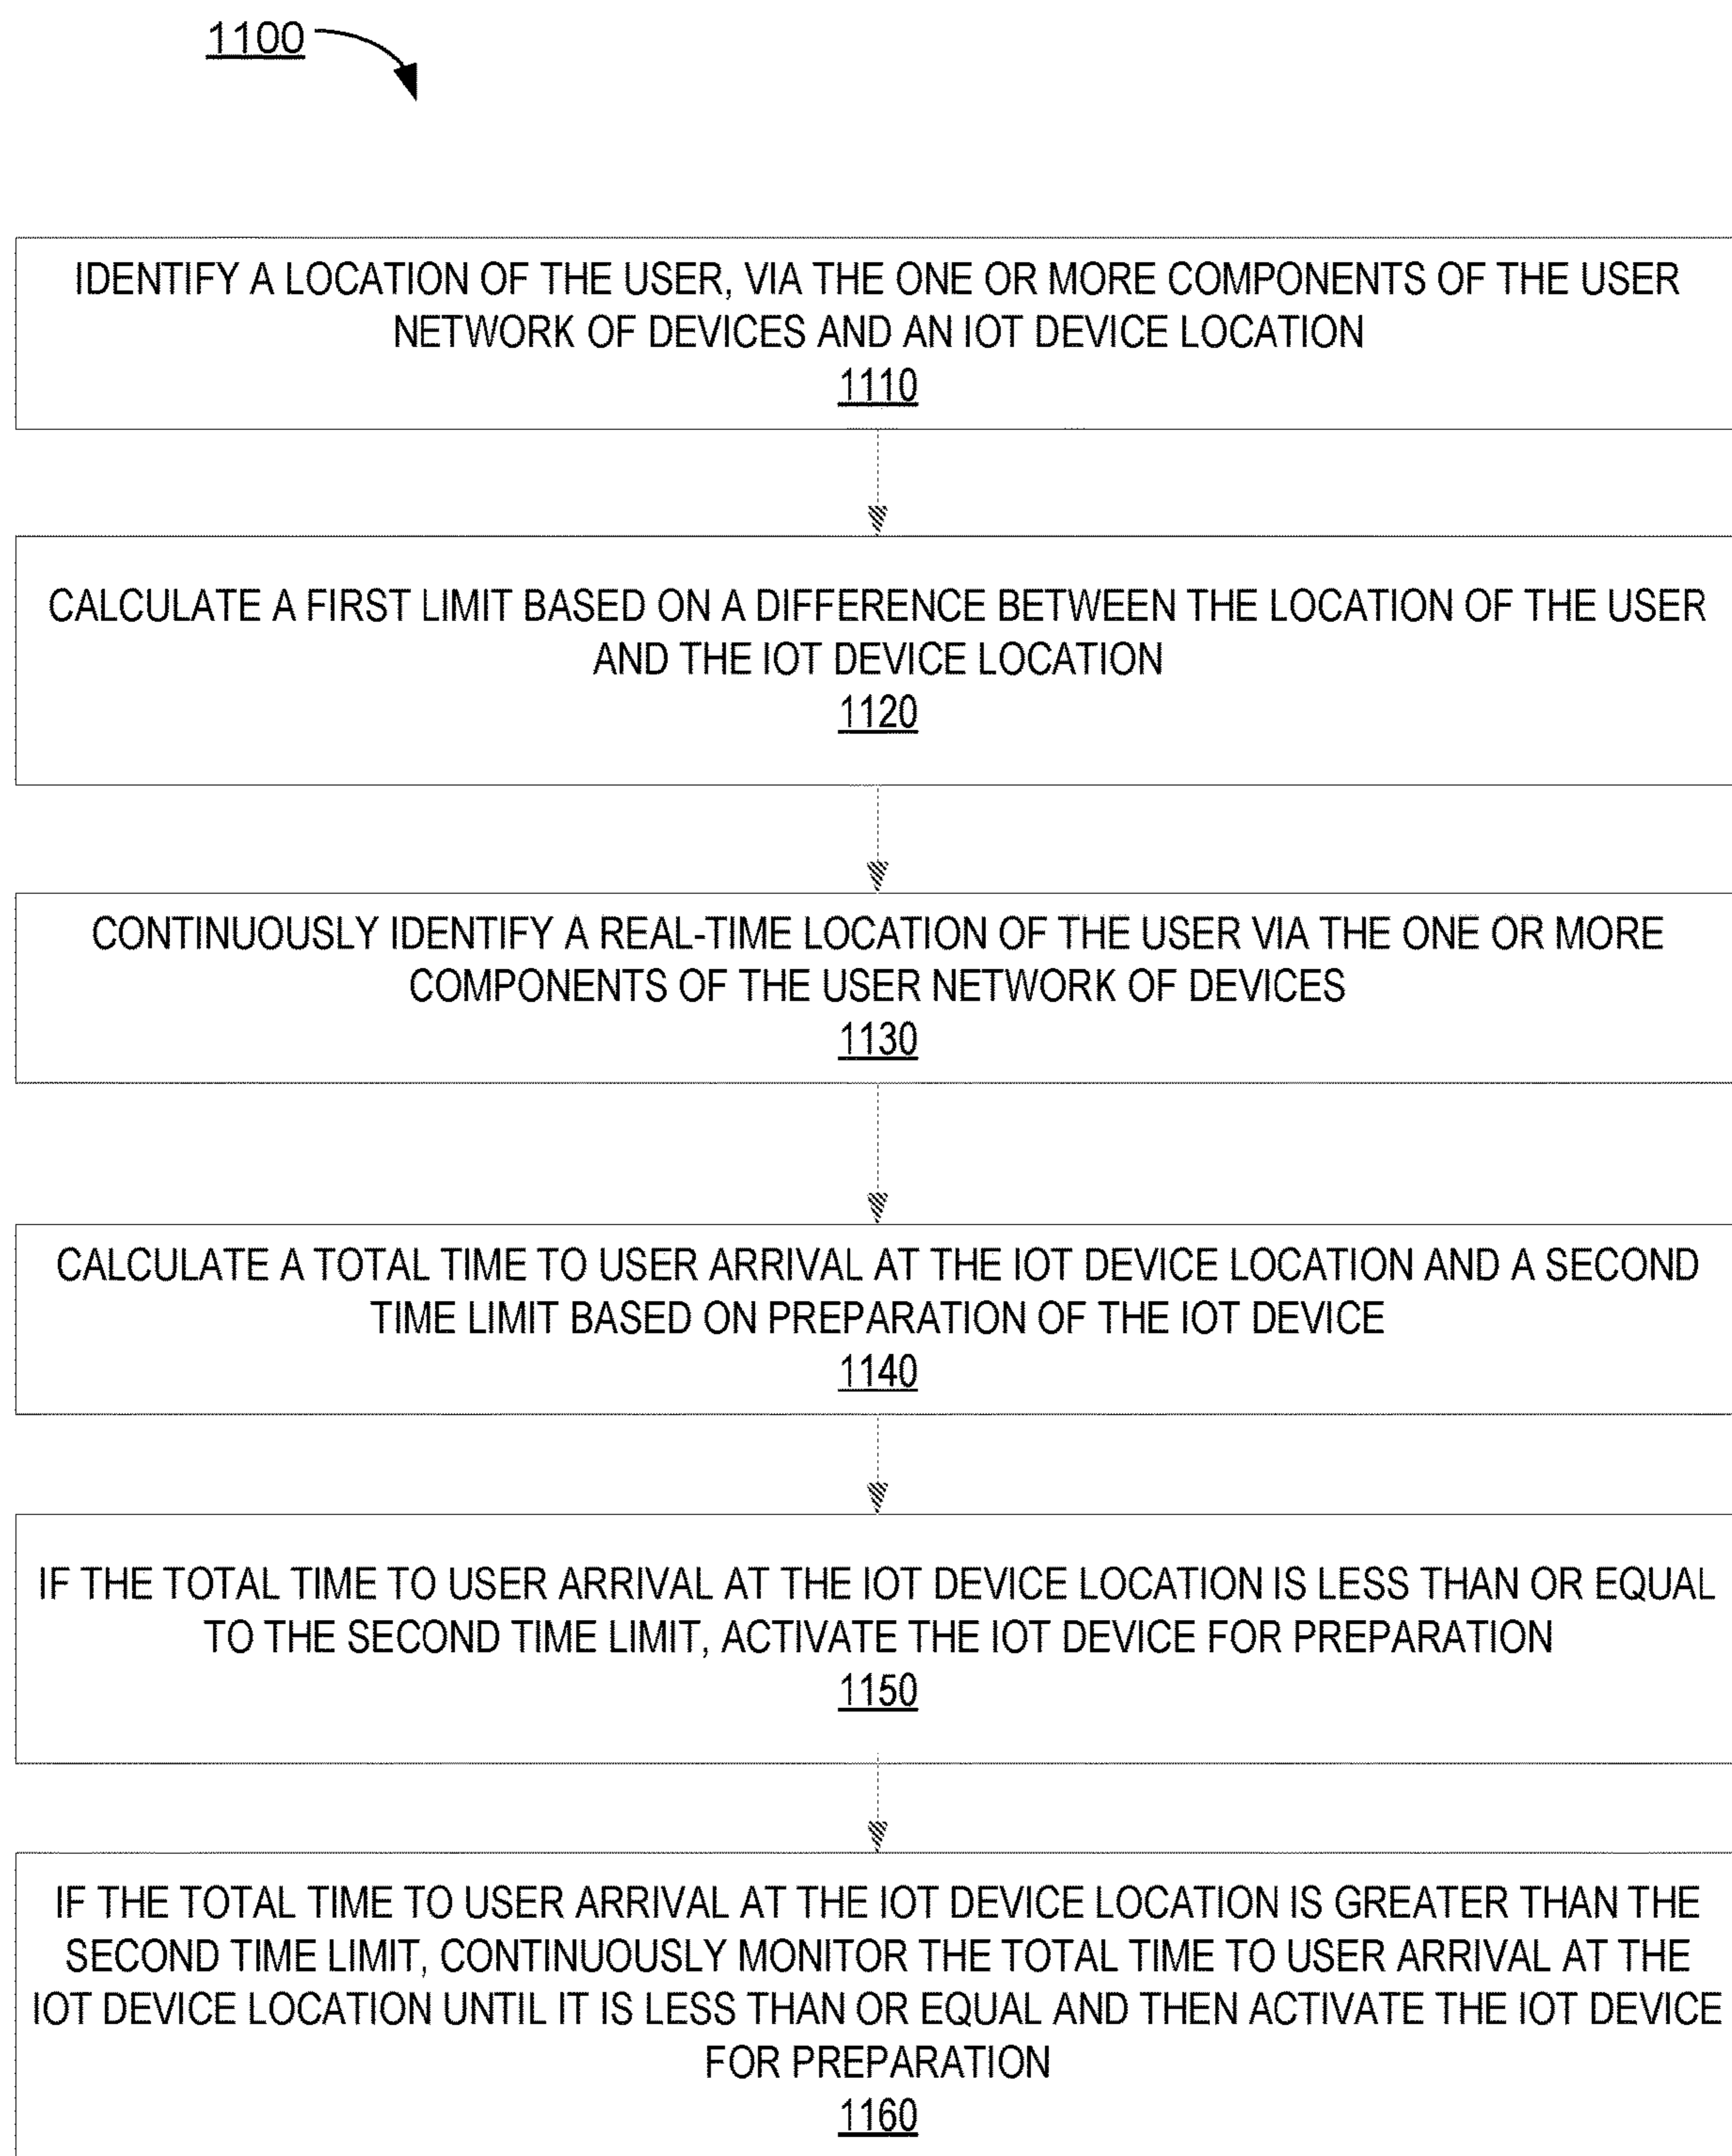 1100
IDENTIFY A LOCATION OF THE USER, VIA THE ONE OR MORE COMPONENTS OF THE USER
NETWORK OF DEVICES AND AN IOT DEVICE LOCATION
1110
CALCULATE A FIRST LIMIT BASED ON A DIFFERENCE BETWEEN THE LOCATION OF THE USER
AND THE IOT DEVICE LOCATION
1120
CONTINUOUSLY IDENTIFY A REAL-TIME LOCATION OF THE USER VIA THE ONE OR MORE
COMPONENTS OF THE USER NETWORK OF DEVICES
1130
CALCULATE A TOTAL TIME TO USER ARRIVAL AT THE IOT DEVICE LOCATION AND A SECOND
TIME LIMIT BASED ON PREPARATION OF THE IOT DEVICE
1140
IF THE TOTAL TIME TO USER ARRIVAL AT THE IOT DEVICE LOCATION IS LESS THAN OR EQUAL
TO THE SECOND TIME LIMIT, ACTIVATE THE IOT DEVICE FOR PREPARATION
1150
IF THE TOTAL TIME TO USER ARRIVAL AT THE IOT DEVICE LOCATION IS GREATER THAN THE
SECOND TIME LIMIT, CONTINUOUSLY MONITOR THE TOTAL TIME TO USER ARRIVAL AT THE
IOT DEVICE LOCATION UNTIL IT IS LESS THAN OR EQUAL AND THEN ACTIVATE THE IOT DEVICE
FOR PREPARATION
1160